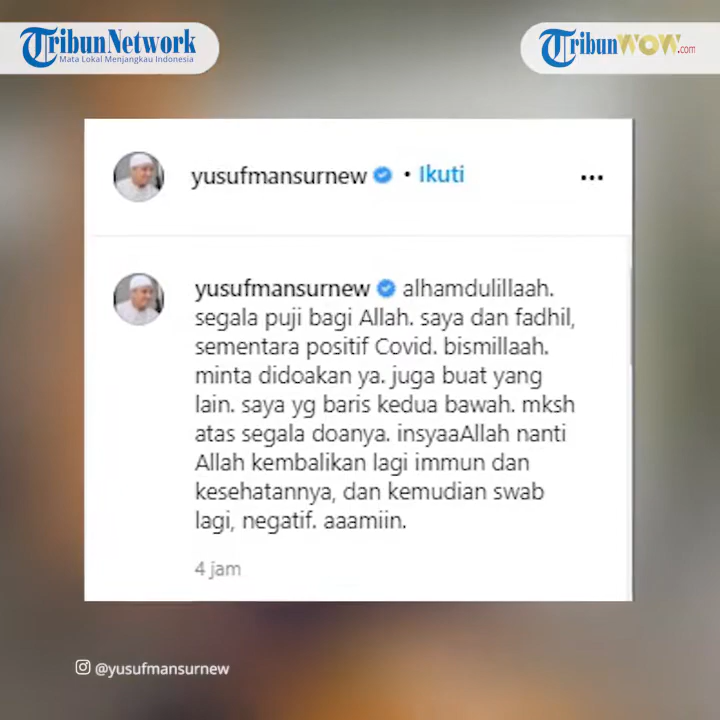 TribunNetwork
Mata Lokal Menjangkau Indonesia
TribunWOW.com
yusufmansurnew • Ikuti ...
yusufmansurnew alhamdulillaah.
segala puji bagi Allah. saya dan fadhil,
sementara positif Covid. bismillaah.
minta didoakan ya. juga buat yang
lain. saya yg baris kedua bawah. mksh
atas segala doanya. insyaaAllah nanti
Allah kembalikan lagi immun dan
kesehatannya, dan kemudian swab
lagi, negatif. aaamiin.
4 jam
@yusufmansurnew